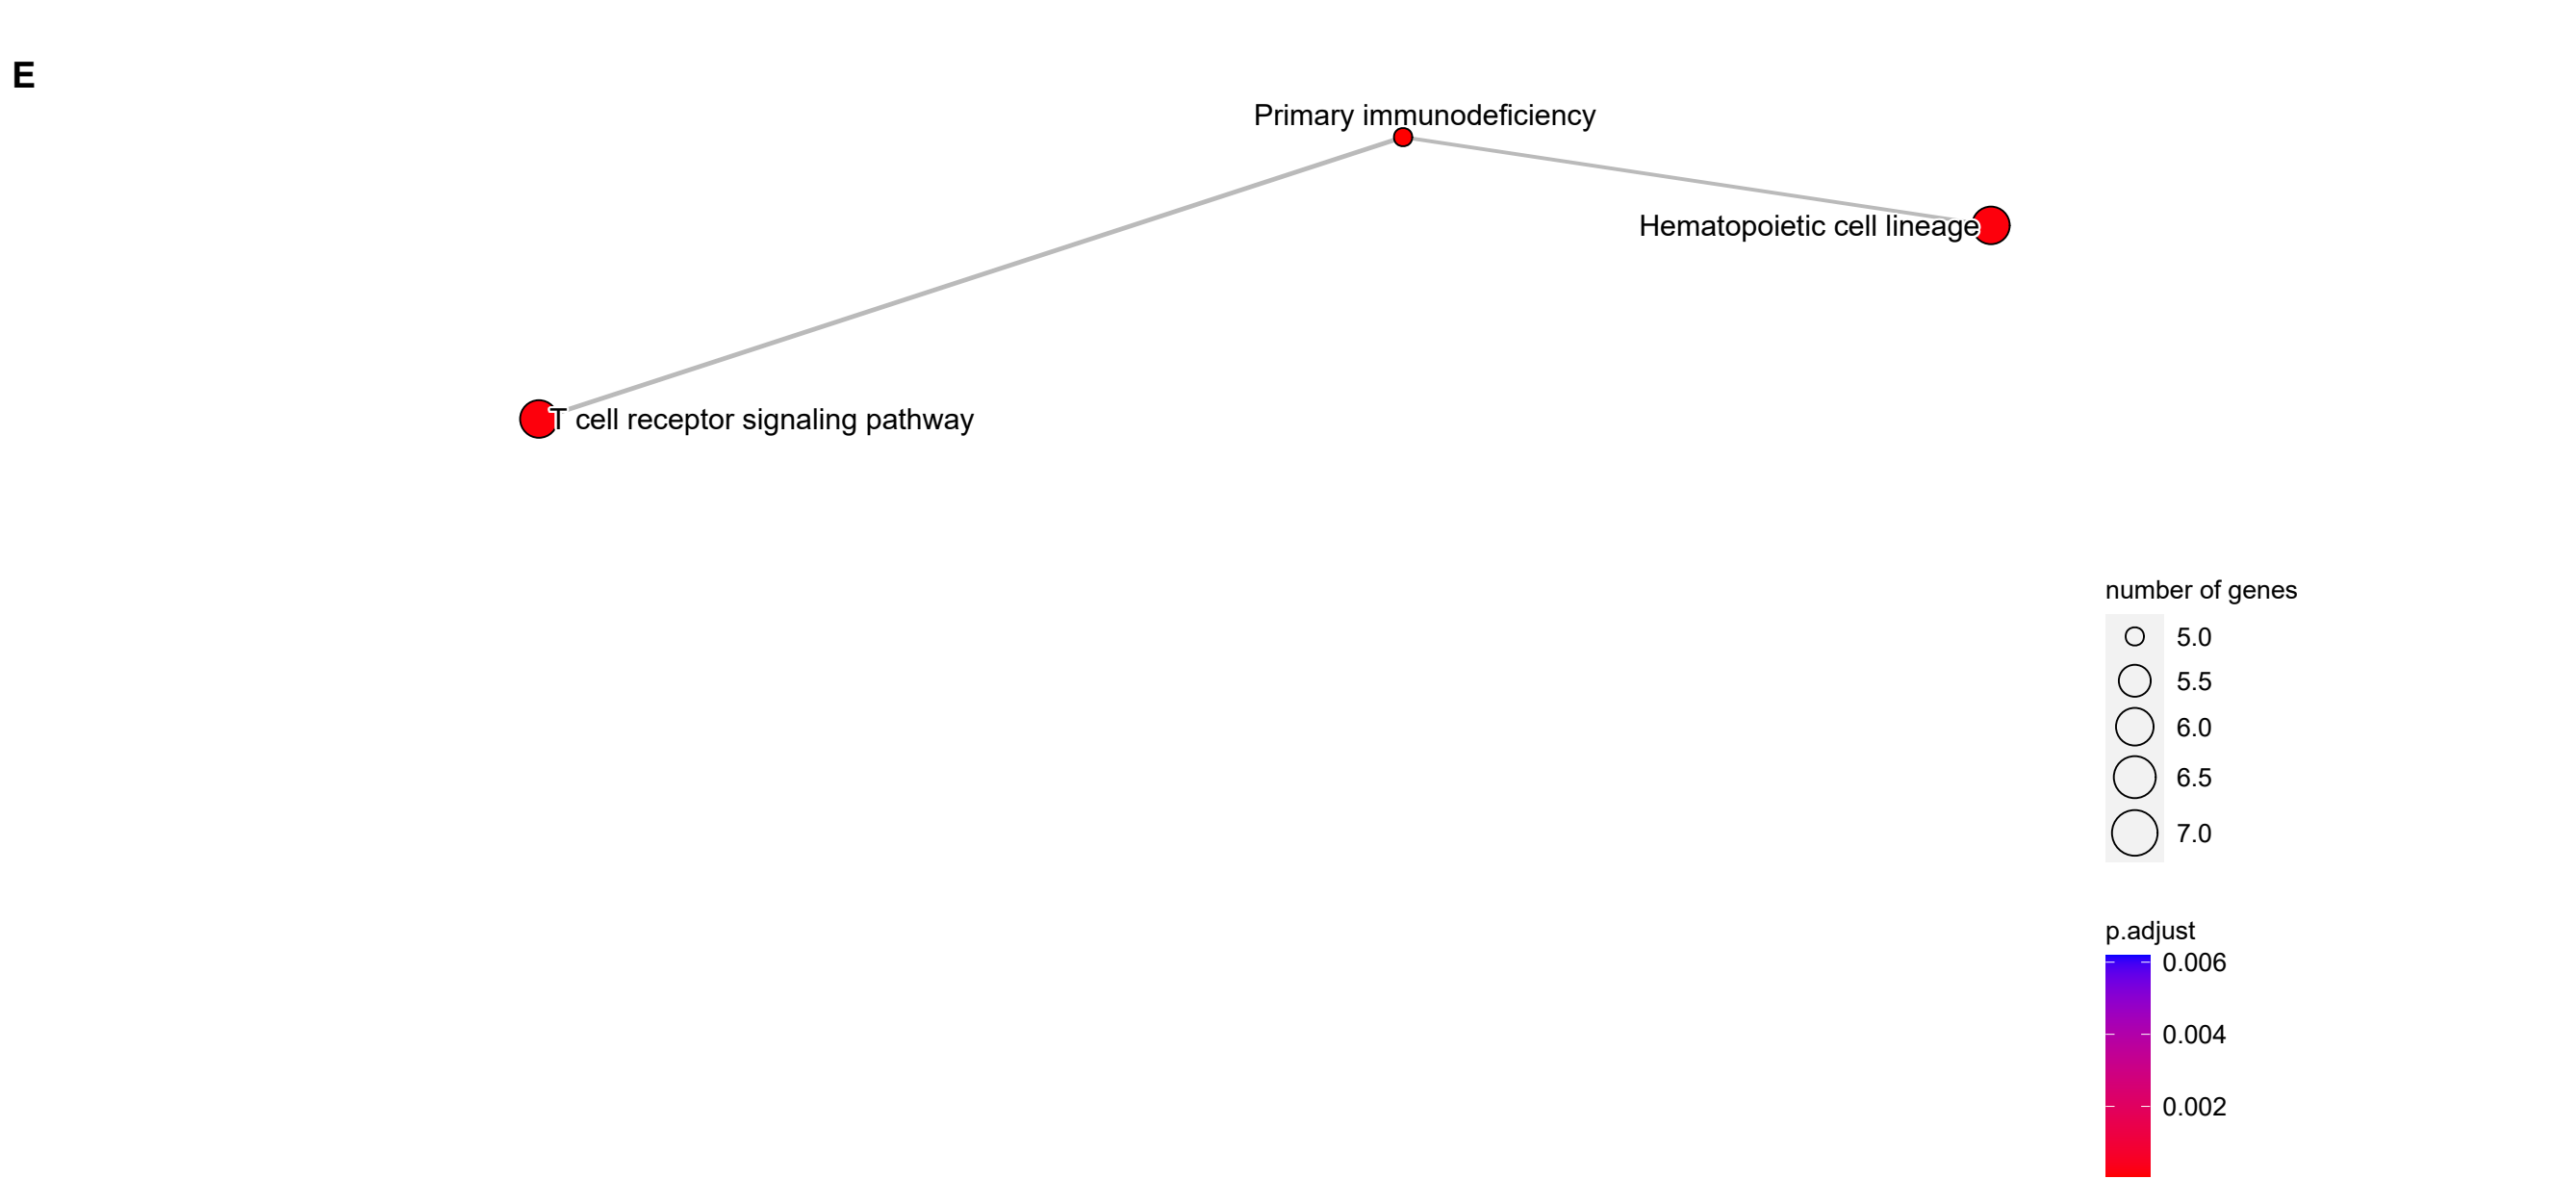 E
Primary immunodeficiency
Hematopoietic cell lineage
T cell receptor signaling pathway
number of genes
5.0
5.5
6.0
6.5
7.0
p.adjust
0.006
0.004
0.002